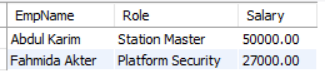 EmpName Role Salary
Abdul Karim Station Master 50000.00
Fahmida Akter Platform Security 27000.00